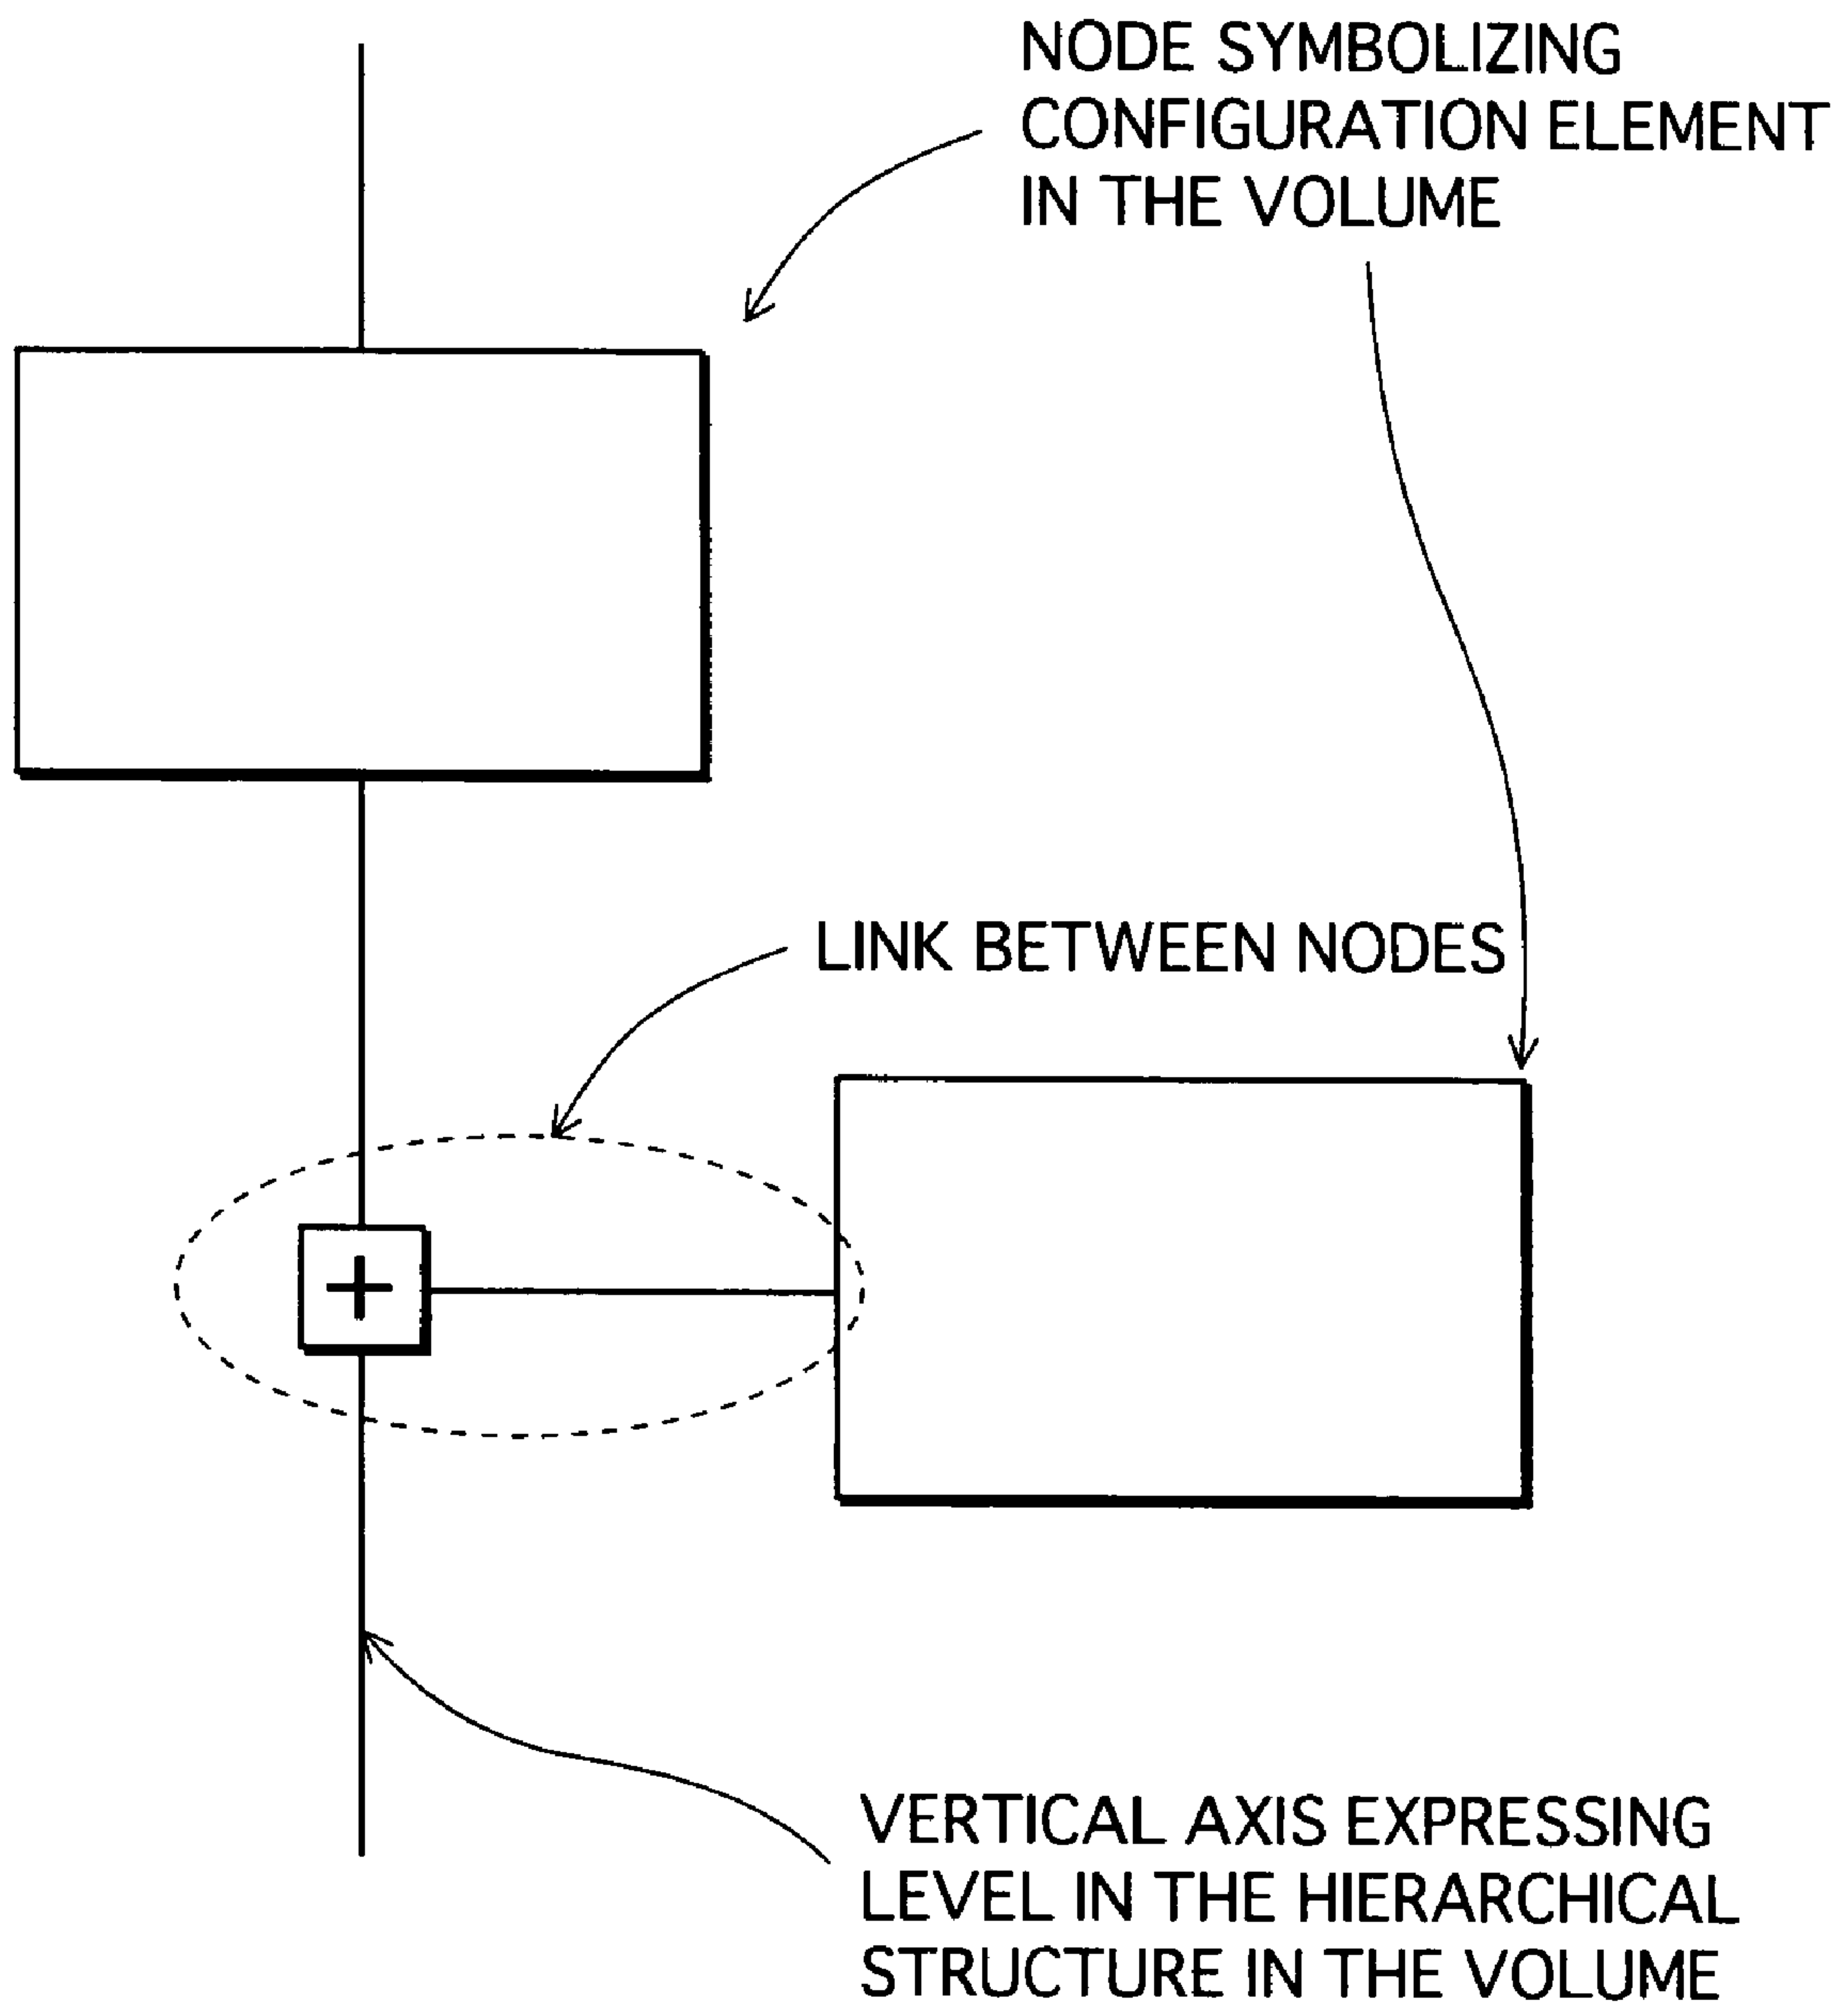 NODE SYMBOLIZING
CONFIGURATION ELEMENT
IN THE VOLUME
LINK BETWEEN NODES
+
VERTICAL AXIS EXPRESSING
LEVEL IN THE HIERARCHICAL
STRUCTURE IN THE VOLUME